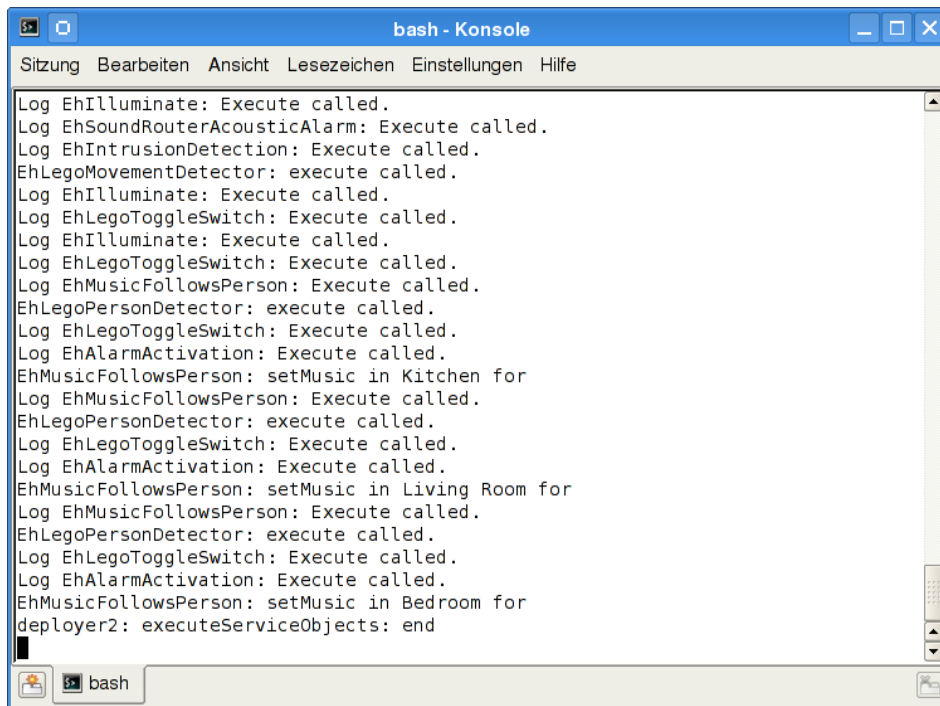 bash - Konsole
Sitzung Bearbeiten Ansicht Lesezeichen Einstellungen Hilfe
Log EhIlluminate: Execute called.
Log EhSoundRouterAcousticAlarm: Execute called.
Log EhIntrusionDetection: Execute called.
EhLegoMovementDetector: execute called.
Log EhIlluminate: Execute called.
Log EhLegoToggleSwitch: Execute called.
Log EhIlluminate: Execute called.
Log EhLegoToggleSwitch: Execute called.
Log EhMusicFollowsPerson: Execute called.
EhLegoPersonDetector: execute called.
Log EhLegoToggleSwitch: Execute called.
Log EhAlarmActivation: Execute called.
EhMusicFollowsPerson: setMusic in Kitchen for
Log EhMusicFollowsPerson: Execute called.
EhLegoPersonDetector: execute called.
Log EhLegoToggleSwitch: Execute called.
Log EhAlarmActivation: Execute called.
EhMusicFollowsPerson: setMusic in Living Room for
Log EhMusicFollowsPerson: Execute called.
EhLegoPersonDetector: execute called.
Log EhLegoToggleSwitch: Execute called.
Log EhAlarmActivation: Execute called.
EhMusicFollowsPerson: setMusic in Bedroom for
deployer2: executeServiceObjects: end
bash